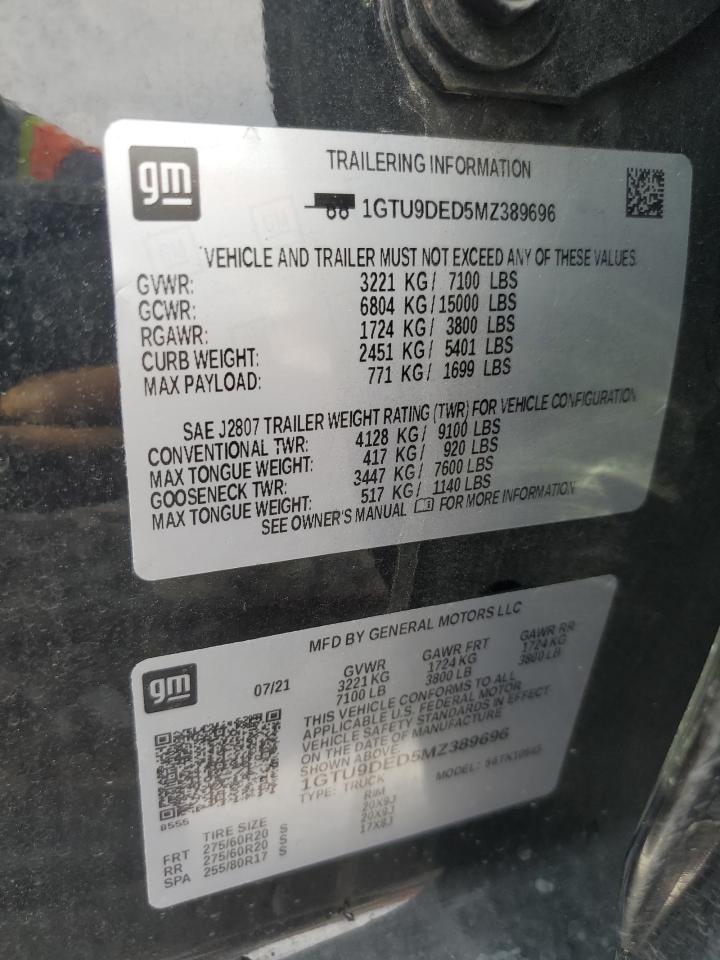 gm
TRAILERING INFORMATION
1GTU9DED5MZ389696
VEHICLE AND TRAILER MUST NOT EXCEED ANY OF THESE VALUES.
GVWR: 3221 KG/ 7100 LBS
GCWR: 6804 KG/15000 LBS
RGAWR: 1724 KG/ 3800 LBS
CURB WEIGHT: 2451 KG/ 5401 LBS
MAX PAYLOAD: 771 KG/ 1699 LBS
SAE J2807 TRAILER WEIGHT RATING (TWR) FOR VEHICLE CONFIGURATION
CONVENTIONAL TWR: 4128 KG/ 9100 LBS
MAX TONGUE WEIGHT: 417 KG/ 920 LBS
GOOSENECK TWR: 3447 KG/ 7600 LBS
MAX TONGUE WEIGHT: 517 KG/ 1140 LBS
SEE OWNER'S MANUAL FOR MORE INFORMATION
gm
MFD BY GENERAL MOTORS LLC
07/21 GVWR GAWR FRT GAWR RR
3221 KG 1724 KG 1724 KG
7100 LB 3800 LB 3800 LB
THIS VEHICLE CONFORMS TO ALL
APPLICABLE U.S. FEDERAL MOTOR
VEHICLE SAFETY STANDARDS IN EFFECT
ON THE DATE OF MANUFACTURE
SHOWN ABOVE.
1GTU9DED5MZ389696
TYPE: TRUCK MODEL:
8555
TIRE SIZE RIM
FRT 275/60R20 S 20X9J
RR 275/60R20 S 20X9J
SPA 255/80R17 S 17X8J